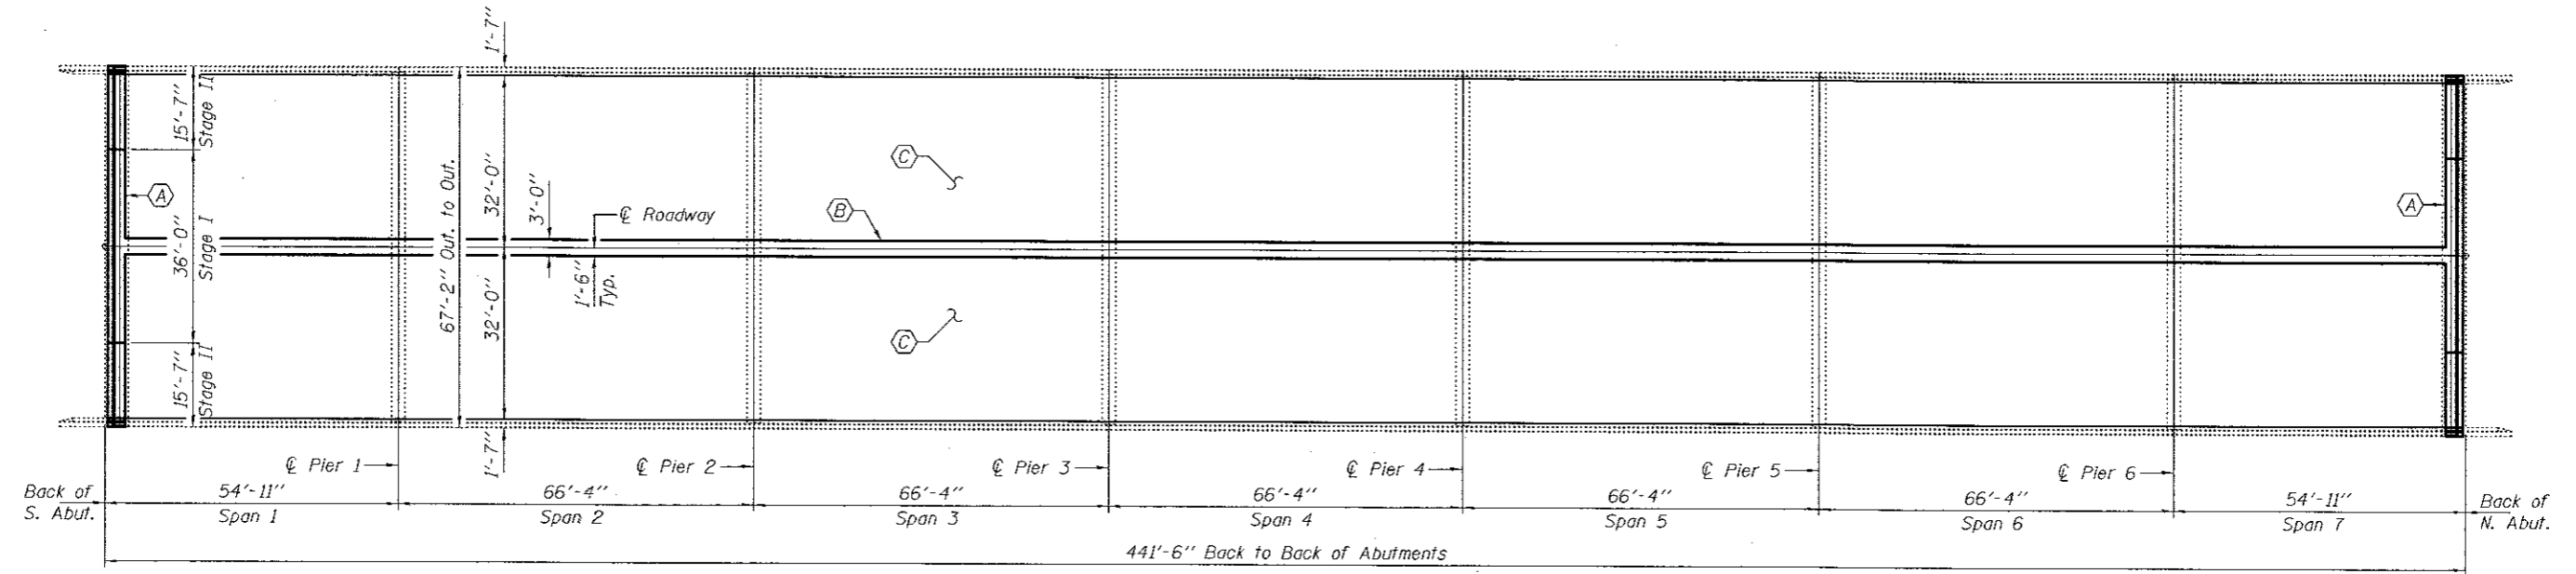 1'-7"
15'-7"
Stage II
36'-0"
Stage I
15'-7"
Stage II
A
67'-2" Out. to Out.
32'-0"
32'-0"
3'-0"
1'-6"
Typ.
℄ Roadway
B
C
C
A
1'-7"
℄ Pier 1
℄ Pier 2
℄ Pier 3
℄ Pier 4
℄ Pier 5
℄ Pier 6
Back of
S. Abut.
54'-11"
Span 1
66'-4"
Span 2
66'-4"
Span 3
66'-4"
Span 4
66'-4"
Span 5
66'-4"
Span 6
54'-11"
Span 7
Back of
N. Abut.
441'-6" Back to Back of Abutments